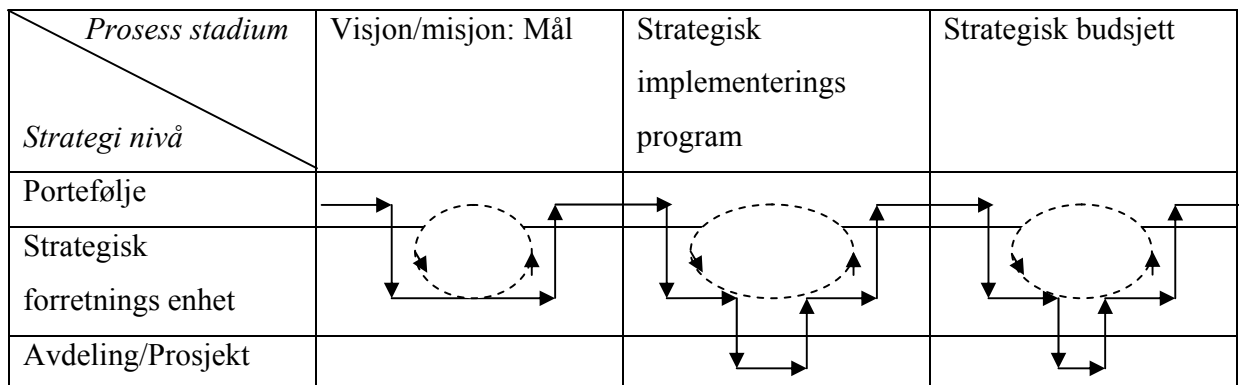 Prosess stadium
Strategi nivå
Visjon/misjon: Mål
Strategisk
implementerings
program
Strategisk budsjett
Portefølje
Strategisk
forretnings enhet
Avdeling/Prosjekt